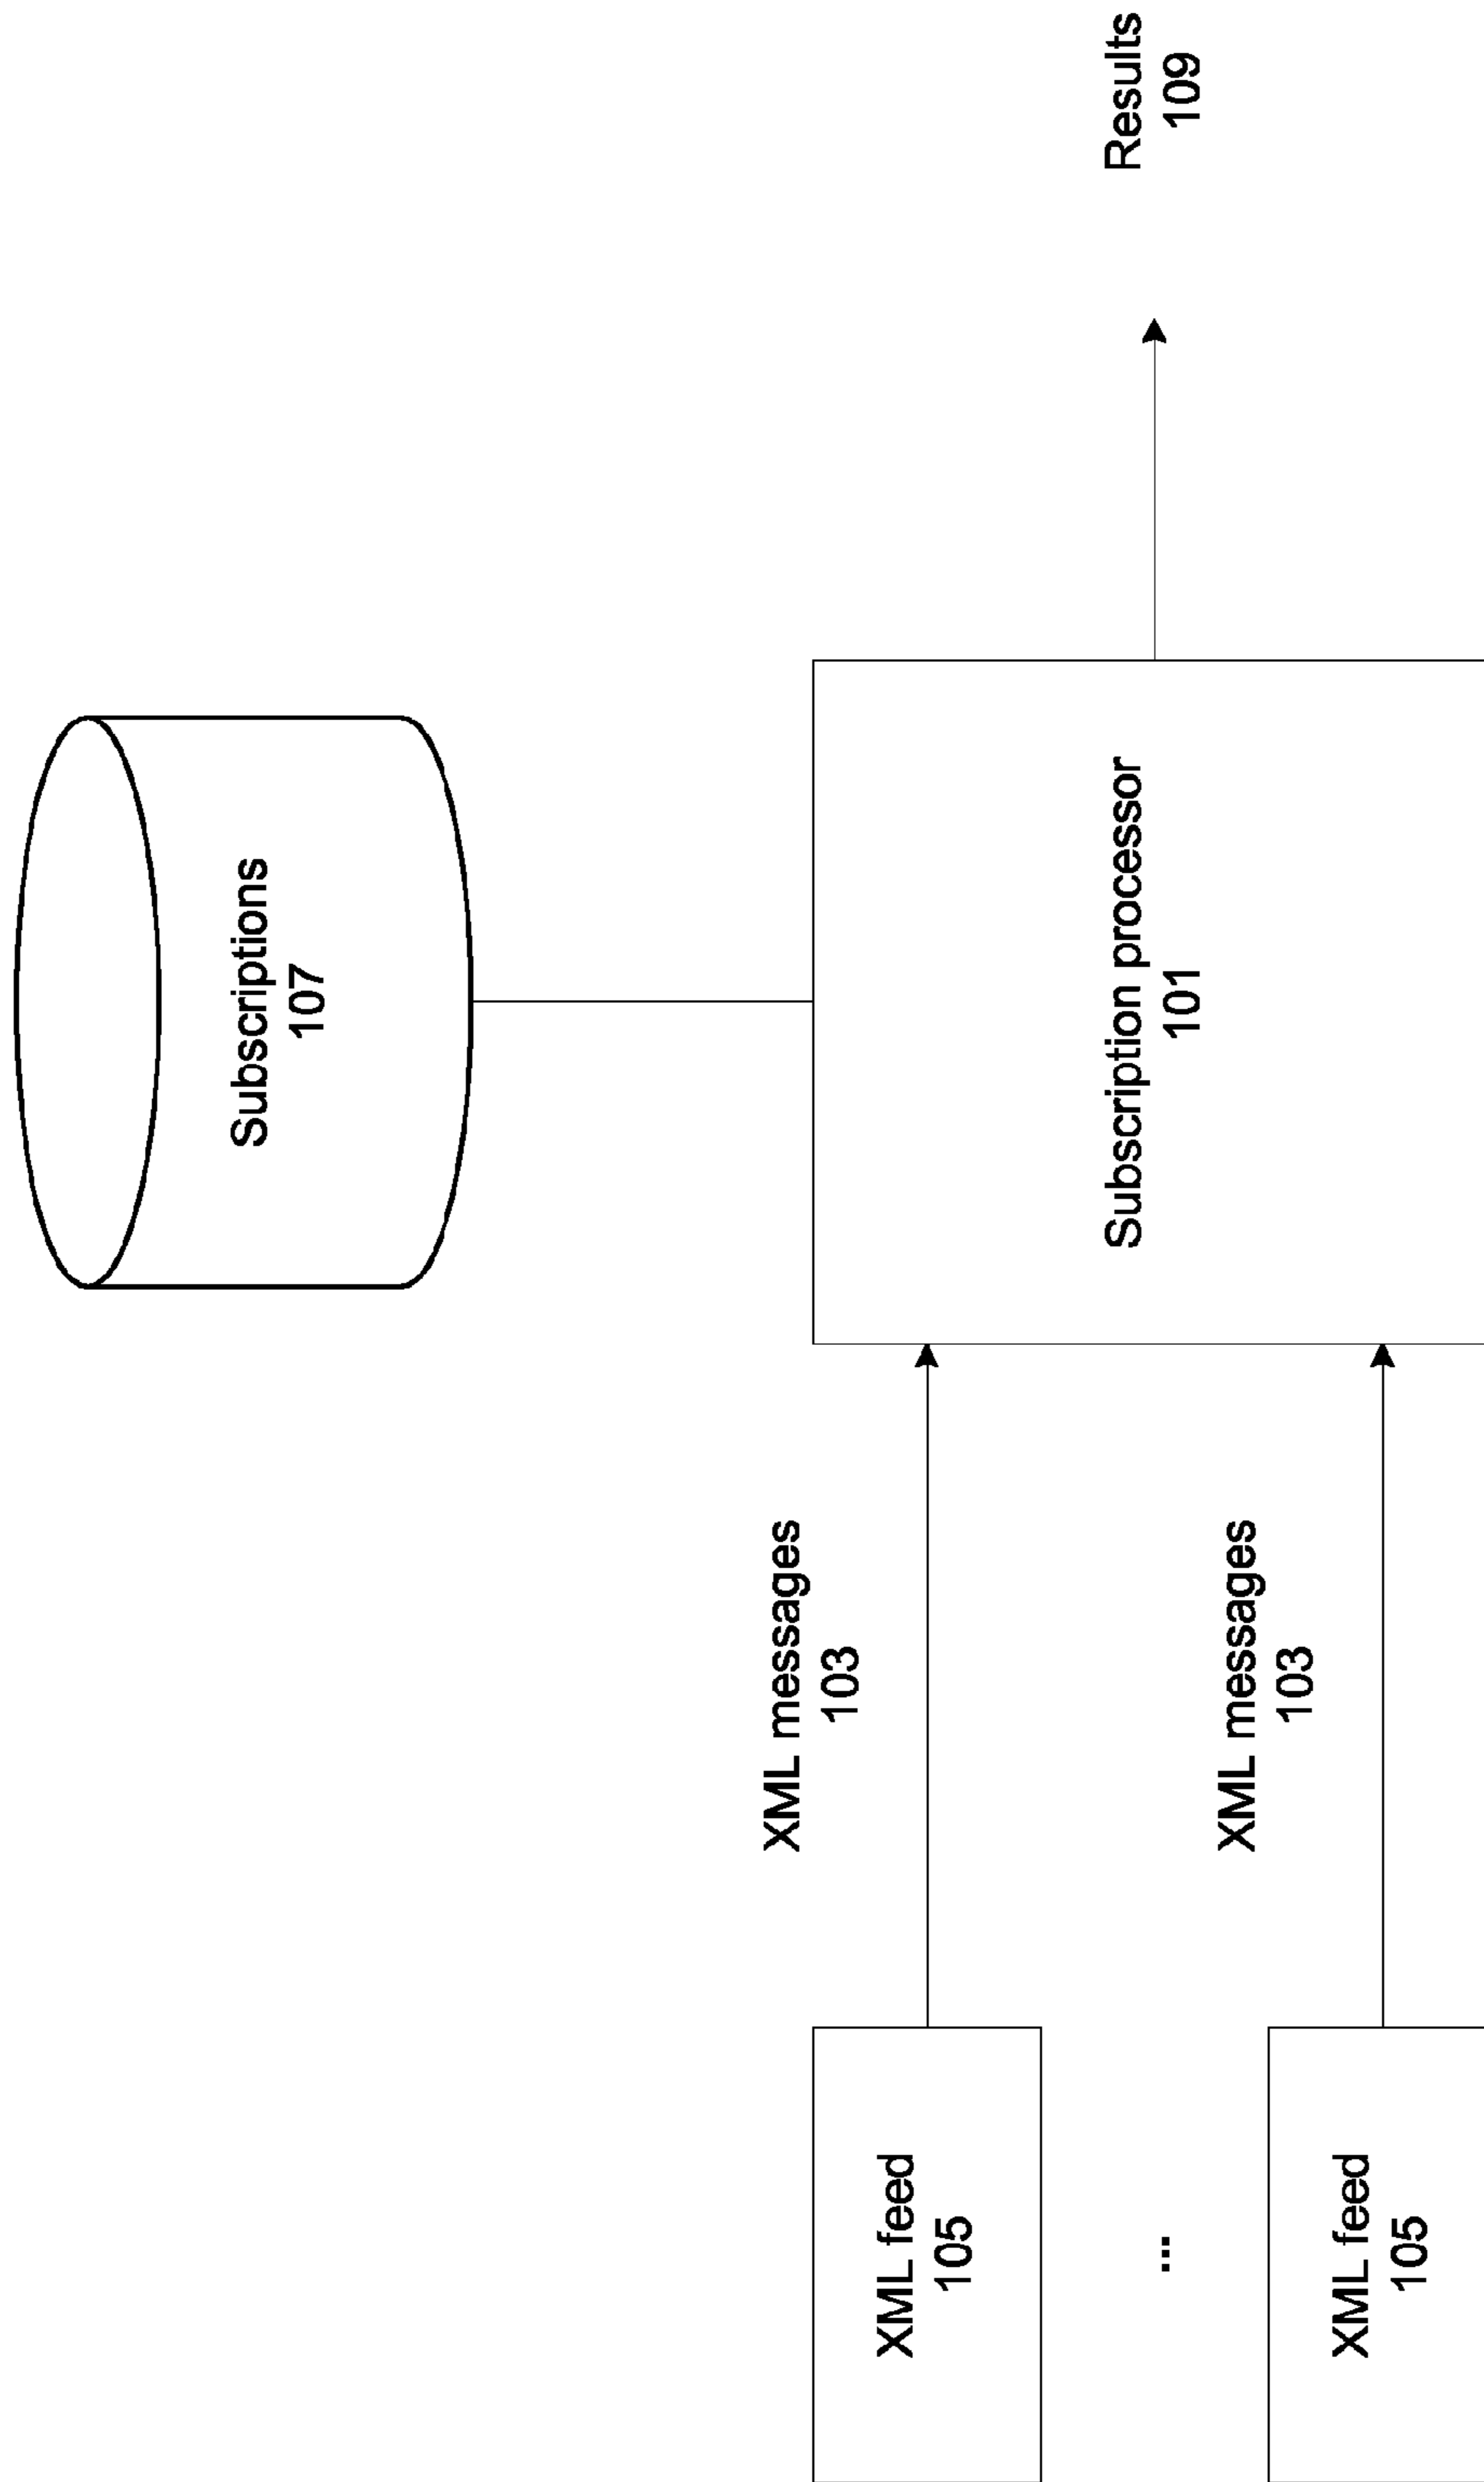 Subscriptions
107
XML feed
105
XML messages
103
Subscription processor
101
Results
109
...
XML feed
105
XML messages
103